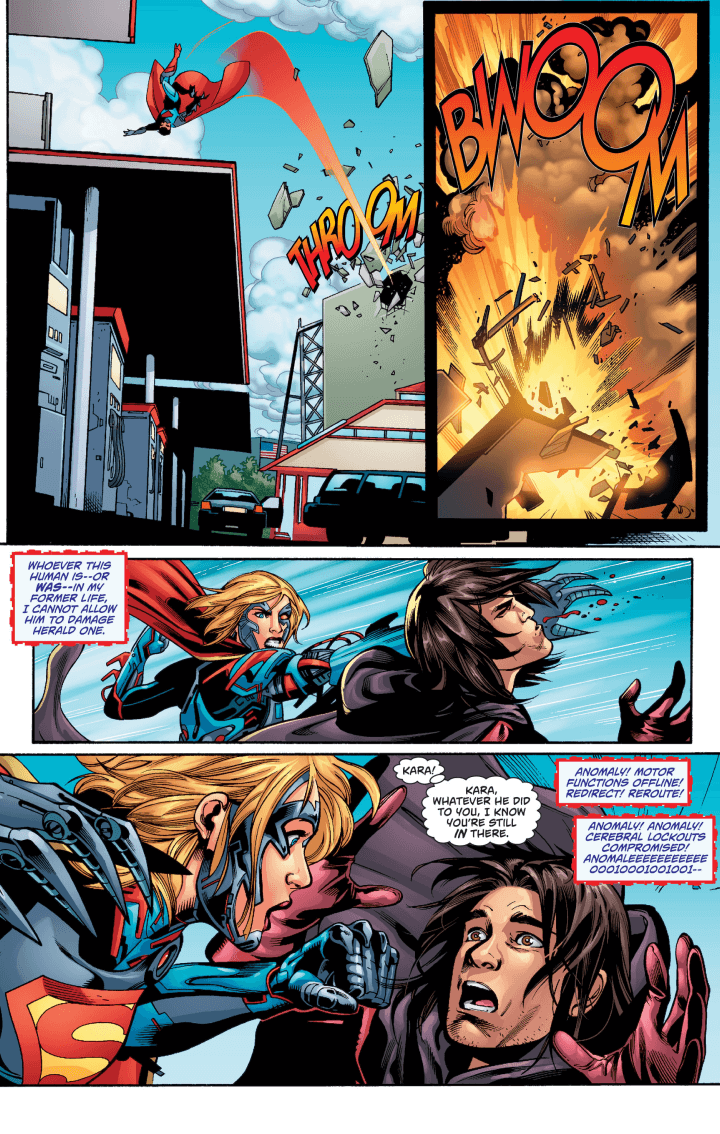 THROOM
BWOOM
WHOEVER THIS
HUMAN IS--OR
WAS--IN MY
FORMER LIFE,
I CANNOT ALLOW
HIM TO DAMAGE
HERALD ONE.
KARA!
KARA,
WHATEVER HE DID
TO YOU, I KNOW
YOU'RE STILL
IN THERE.
ANOMALY! MOTOR
FUNCTIONS OFFLINE!
REDIRECT! REROUTE!
ANOMALY! ANOMALY!
CEREBRAL LOCKOUTS
COMPROMISED!
ANOMALEEEEEEEEEEE
00010001001001--
S